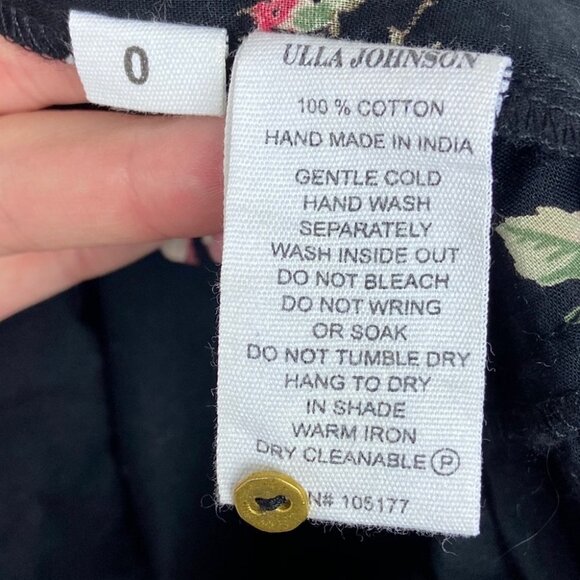 0
ULLA JOHNSON
100 % COTTON
HAND MADE IN INDIA
GENTLE COLD
HAND WASH
SEPARATELY
WASH INSIDE OUT
DO NOT BLEACH
DO NOT WRING
OR SOAK
DO NOT TUMBLE DRY
HANG TO DRY
IN SHADE
WARM IRON
DRY CLEANABLE Ⓟ
N# 105177